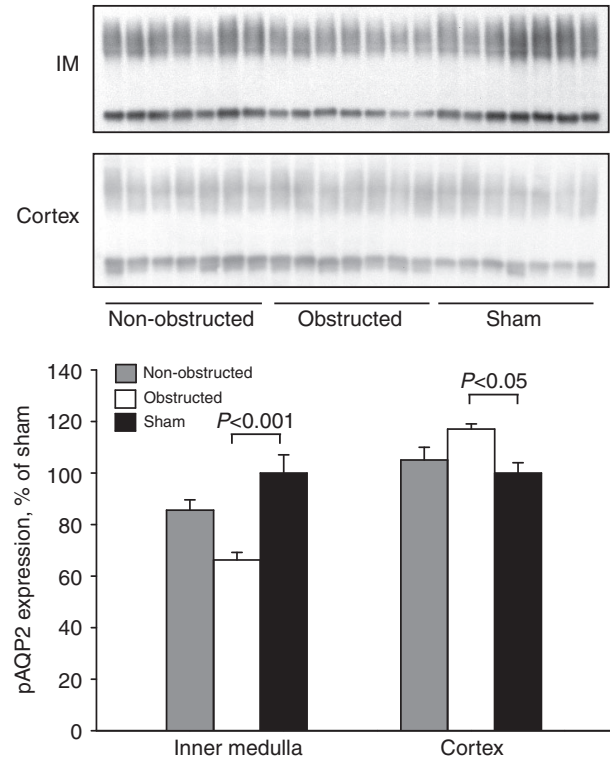 IM
Cortex
Non-obstructed Obstructed Sham
pAQP2 expression, % of sham
140
120
100
80
60
40
20
0
Non-obstructed
Obstructed
Sham
P<0.001
P<0.05
Inner medulla Cortex